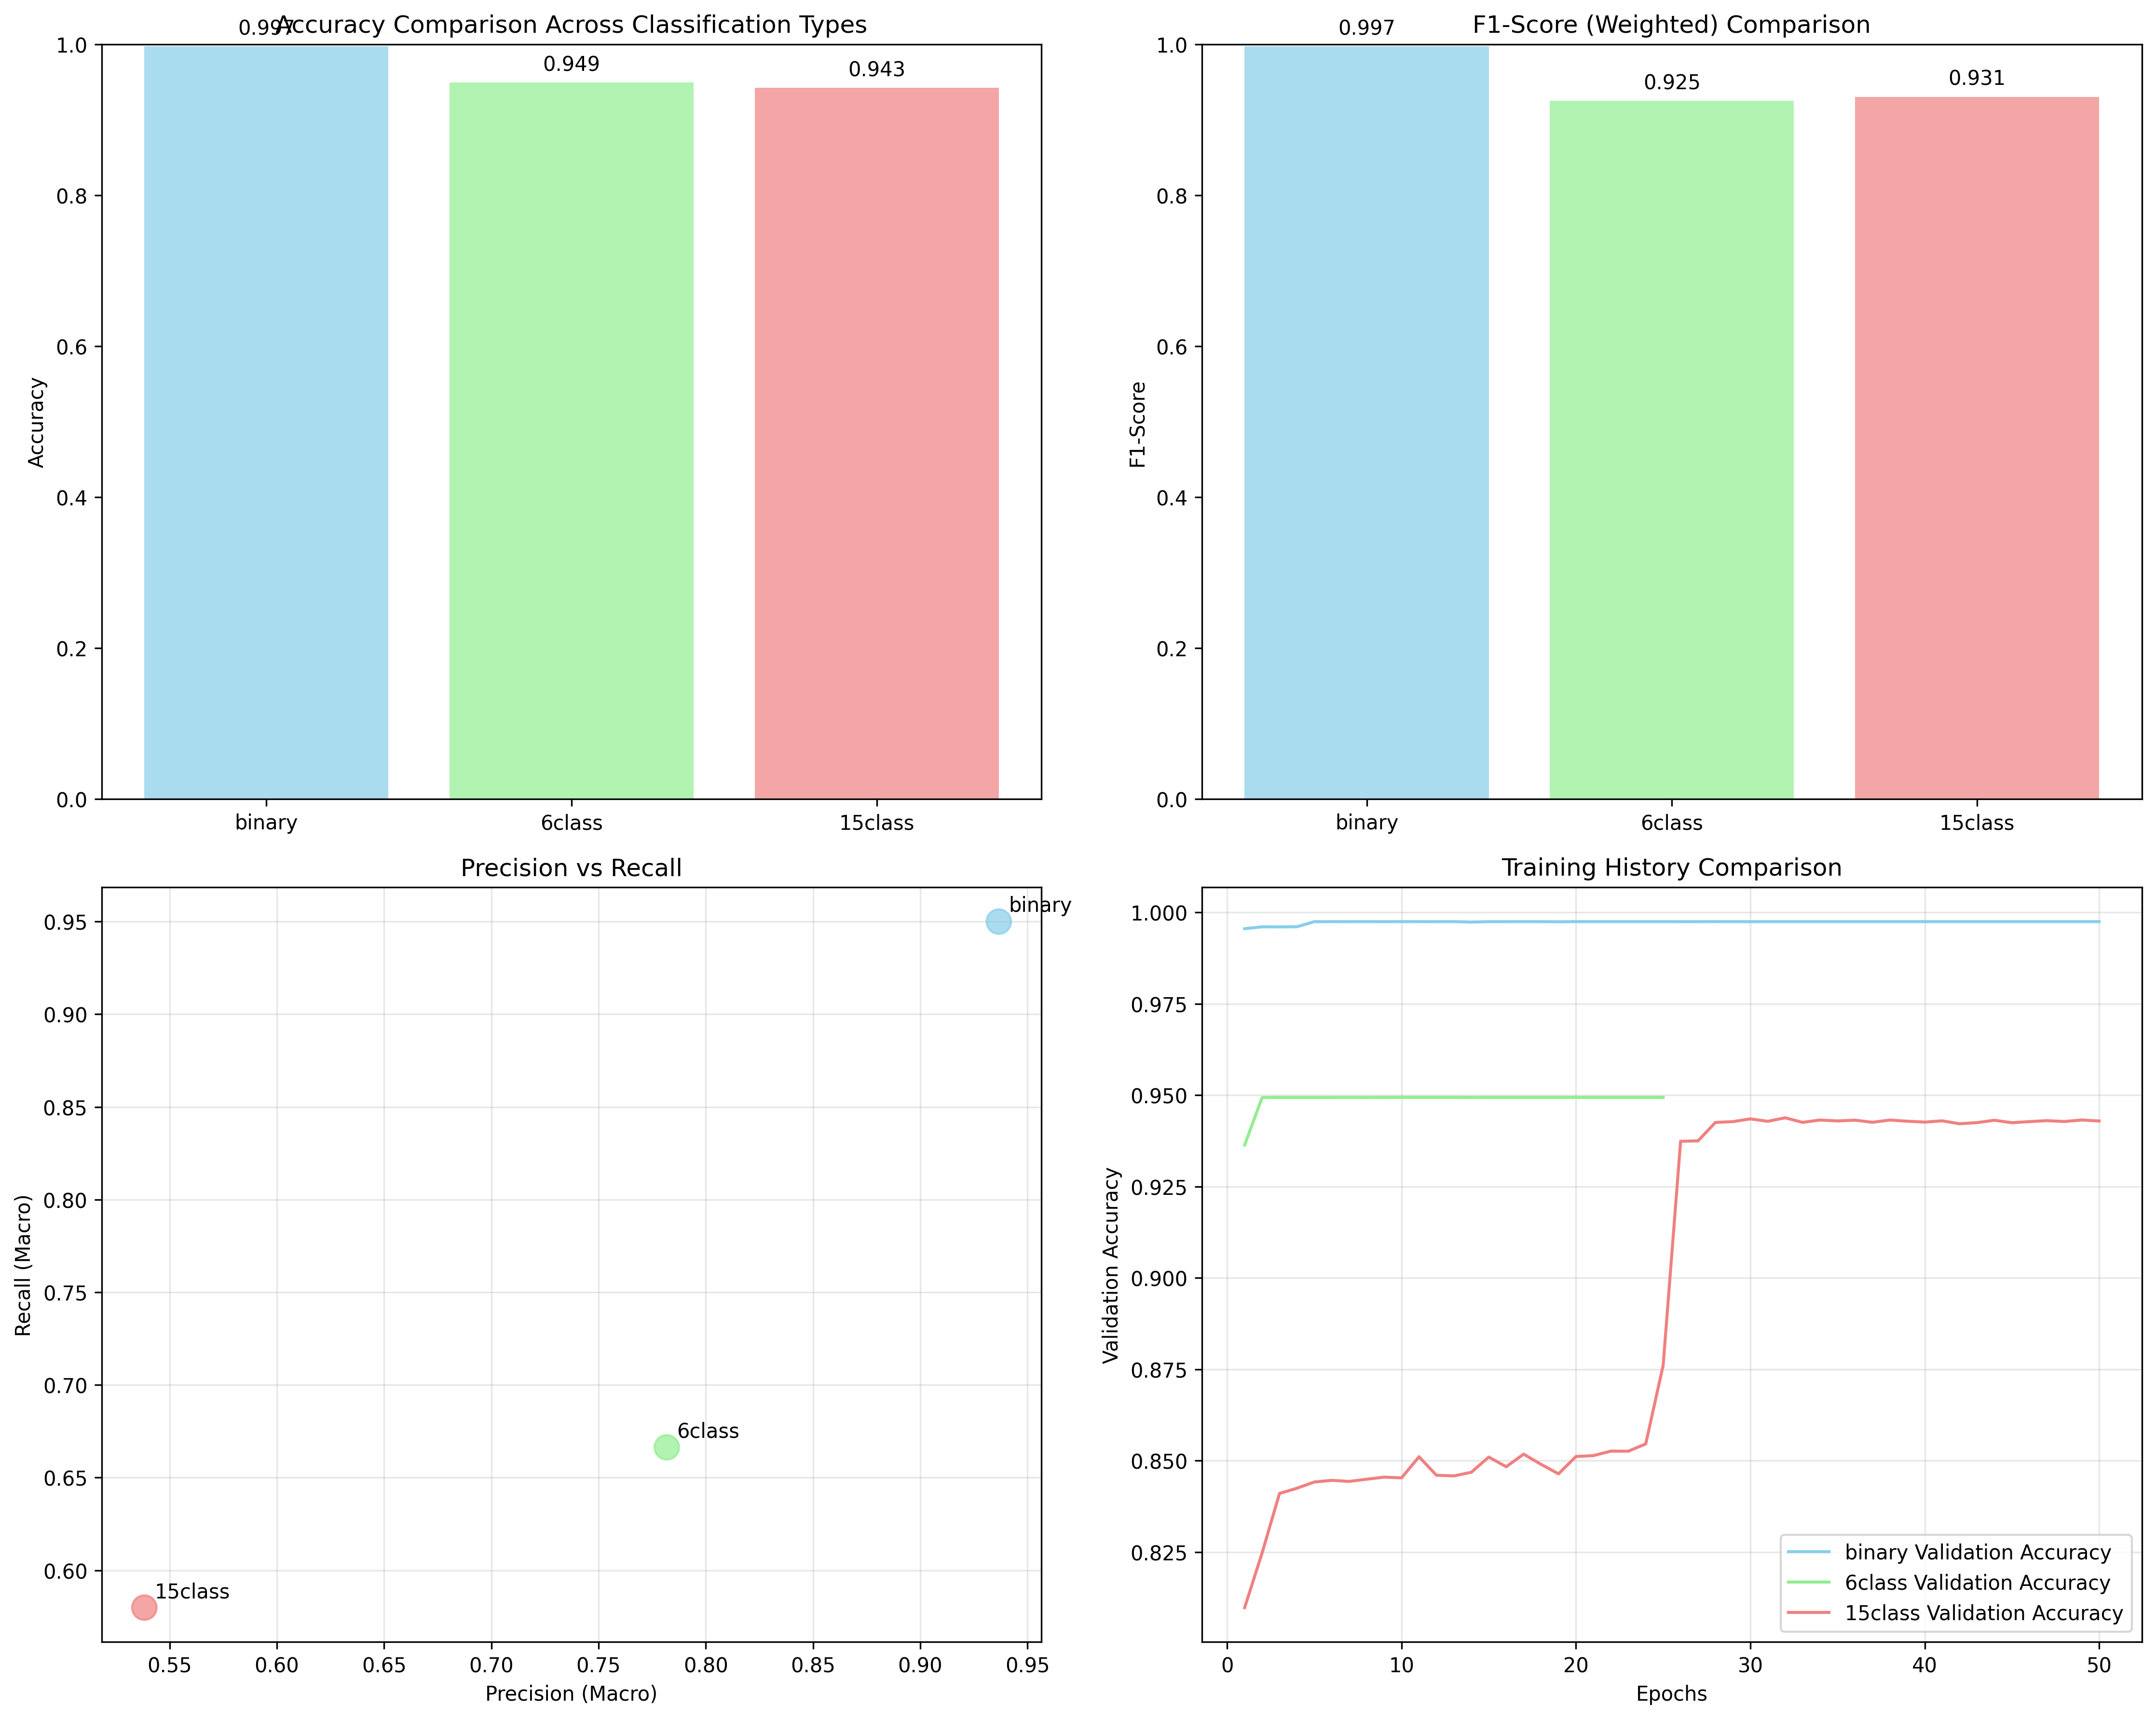 Accuracy Comparison Across Classification Types
0.997
0.949
0.943
1.0
0.8
0.6
0.4
0.2
0.0
Accuracy
binary
6class
15class
F1-Score (Weighted) Comparison
0.997
0.925
0.931
1.0
0.8
0.6
0.4
0.2
0.0
F1-Score
binary
6class
15class
Precision vs Recall
binary
6class
15class
0.95
0.90
0.85
0.80
0.75
0.70
0.65
0.60
Recall (Macro)
0.55 0.60 0.65 0.70 0.75 0.80 0.85 0.90 0.95
Precision (Macro)
Training History Comparison
1.000
0.975
0.950
0.925
0.900
0.875
0.850
0.825
Validation Accuracy
binary Validation Accuracy
6class Validation Accuracy
15class Validation Accuracy
0 10 20 30 40 50
Epochs